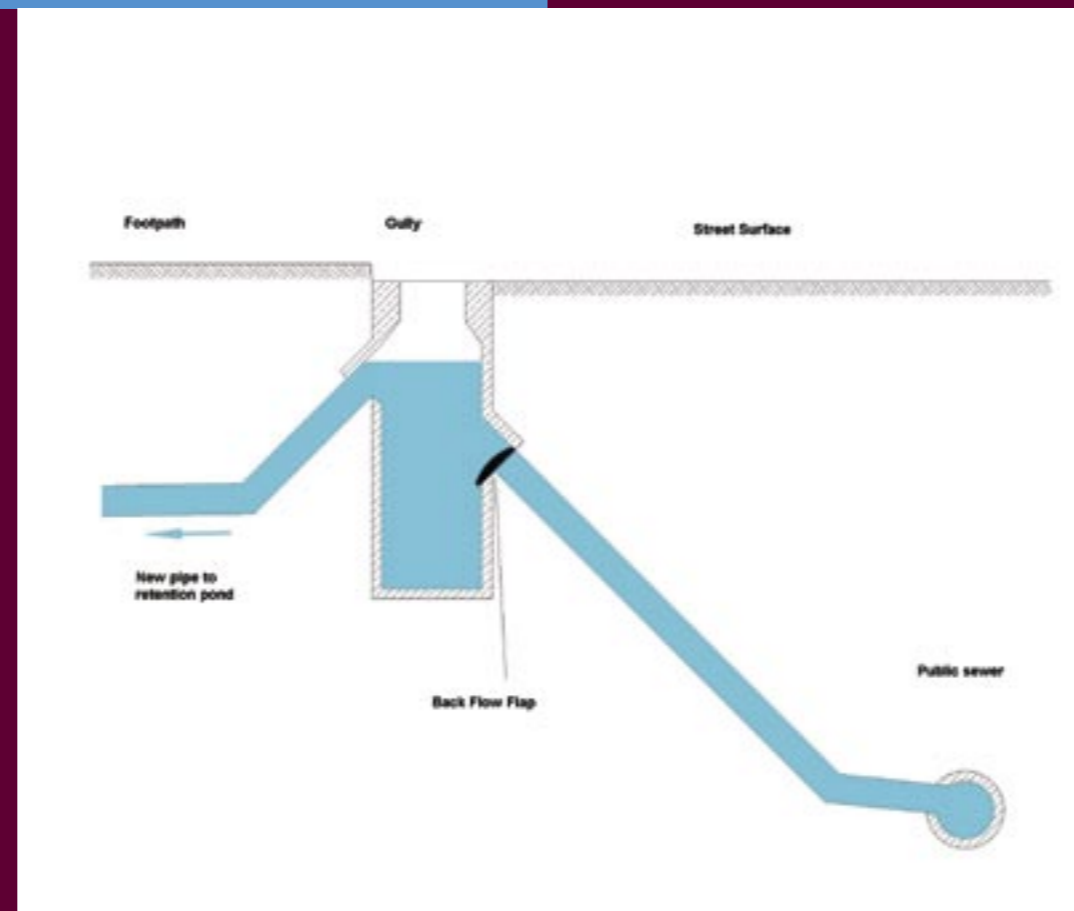 Footpath
Gully
Street Surface
New pipe to
retention pond
Back Flow Flap
Public sewer